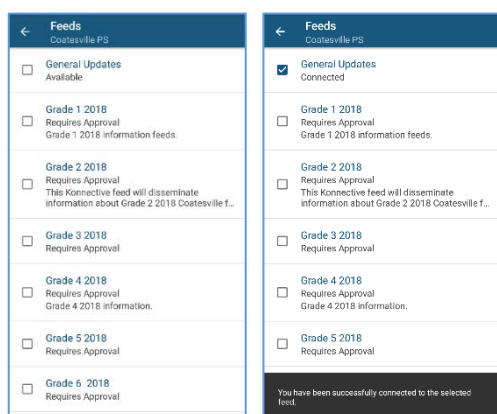 Feeds
Coatesville PS
General Updates
Available
Grade 1 2018
Requires Approval
Grade 1 2018 information feeds.
Grade 2 2018
Requires Approval
This Konnective feed will disseminate
information about Grade 2 2018 Coatesville f...
Grade 3 2018
Requires Approval
Grade 4 2018
Requires Approval
Grade 4 2018 information.
Grade 5 2018
Requires Approval
Grade 6 2018
Requires Approval
Feeds
Coatesville PS
General Updates
Connected
Grade 1 2018
Requires Approval
Grade 1 2018 information feeds.
Grade 2 2018
Requires Approval
This Konnective feed will disseminate
information about Grade 2 2018 Coatesville f...
Grade 3 2018
Requires Approval
Grade 4 2018
Requires Approval
Grade 4 2018 information.
Grade 5 2018
Requires Approval
You have been successfully connected to the selected
feed.